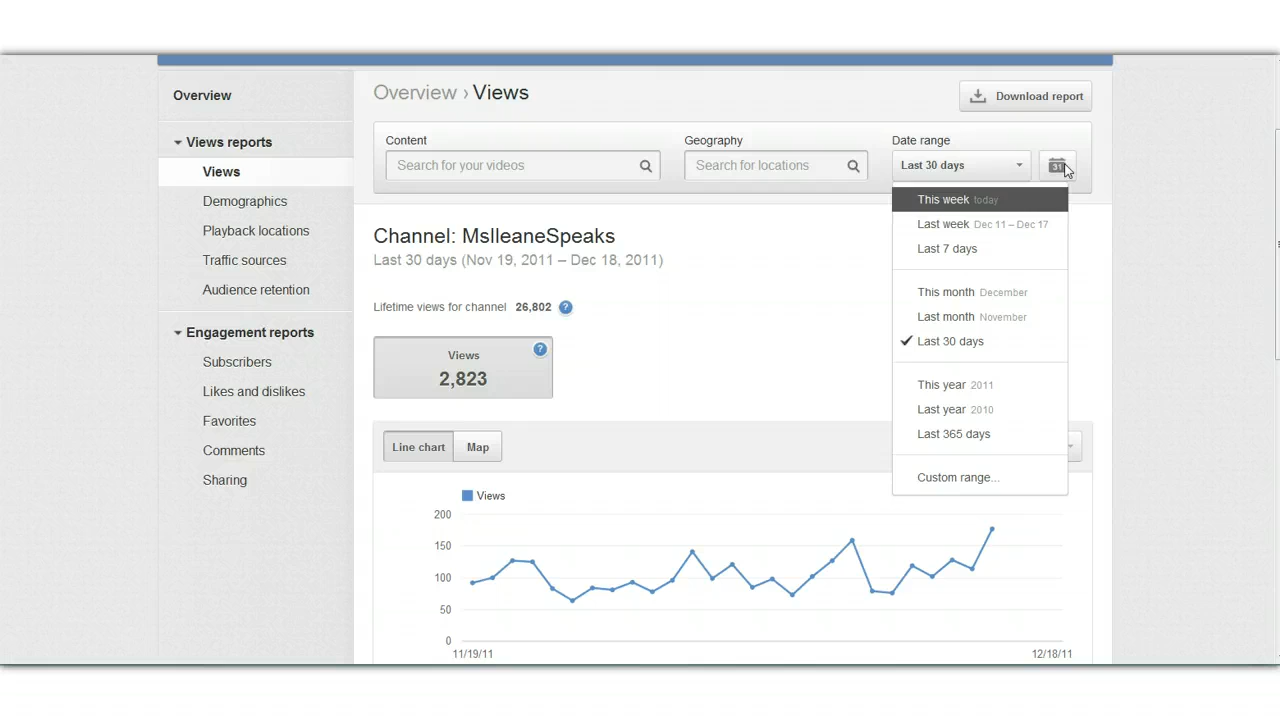 Overview
Views reports
Views
Demographics
Playback locations
Traffic sources
Audience retention
Engagement reports
Subscribers
Likes and dislikes
Favorites
Comments
Sharing
Overview › Views
Download report
Content
Geography
Date range
Search for your videos
Search for locations
Last 30 days
31
This week today
Last week Dec 11 – Dec 17
Last 7 days
This month December
Last month November
Last 30 days
This year 2011
Last year 2010
Last 365 days
Custom range...
Channel: MslleaneSpeaks
Last 30 days (Nov 19, 2011 – Dec 18, 2011)
Lifetime views for channel 26,802 ?
Views ?
2,823
Line chart
Map
Views
200
150
100
50
0
11/19/11
12/18/11